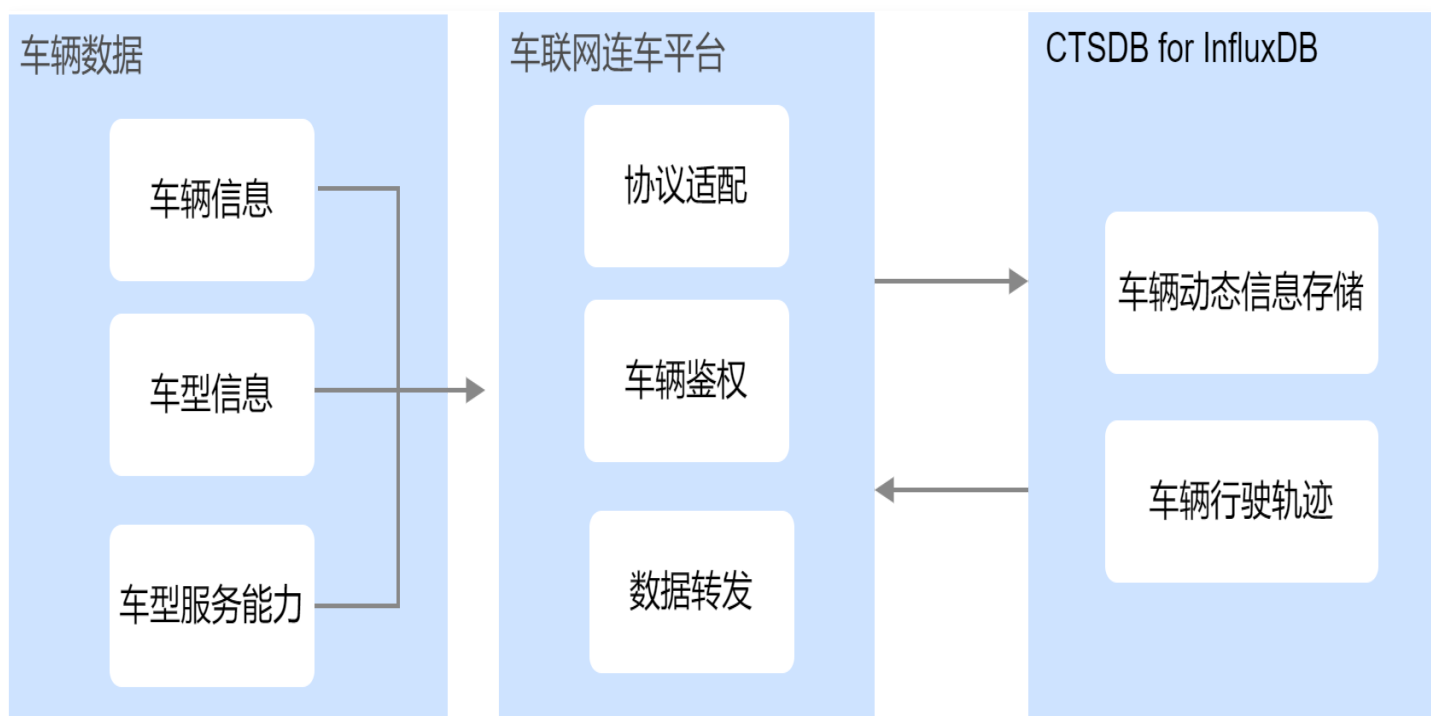 车辆数据
车辆信息
车型信息
车型服务能力
车联网连车平台
协议适配
车辆鉴权
数据转发
CTSDB for InfluxDB
车辆动态信息存储
车辆行驶轨迹